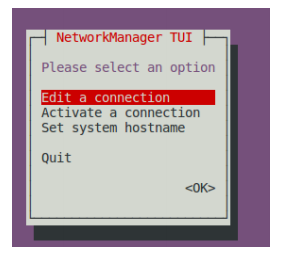 NetworkManager TUI
Please select an option
Edit a connection
Activate a connection
Set system hostname
Quit
<OK>